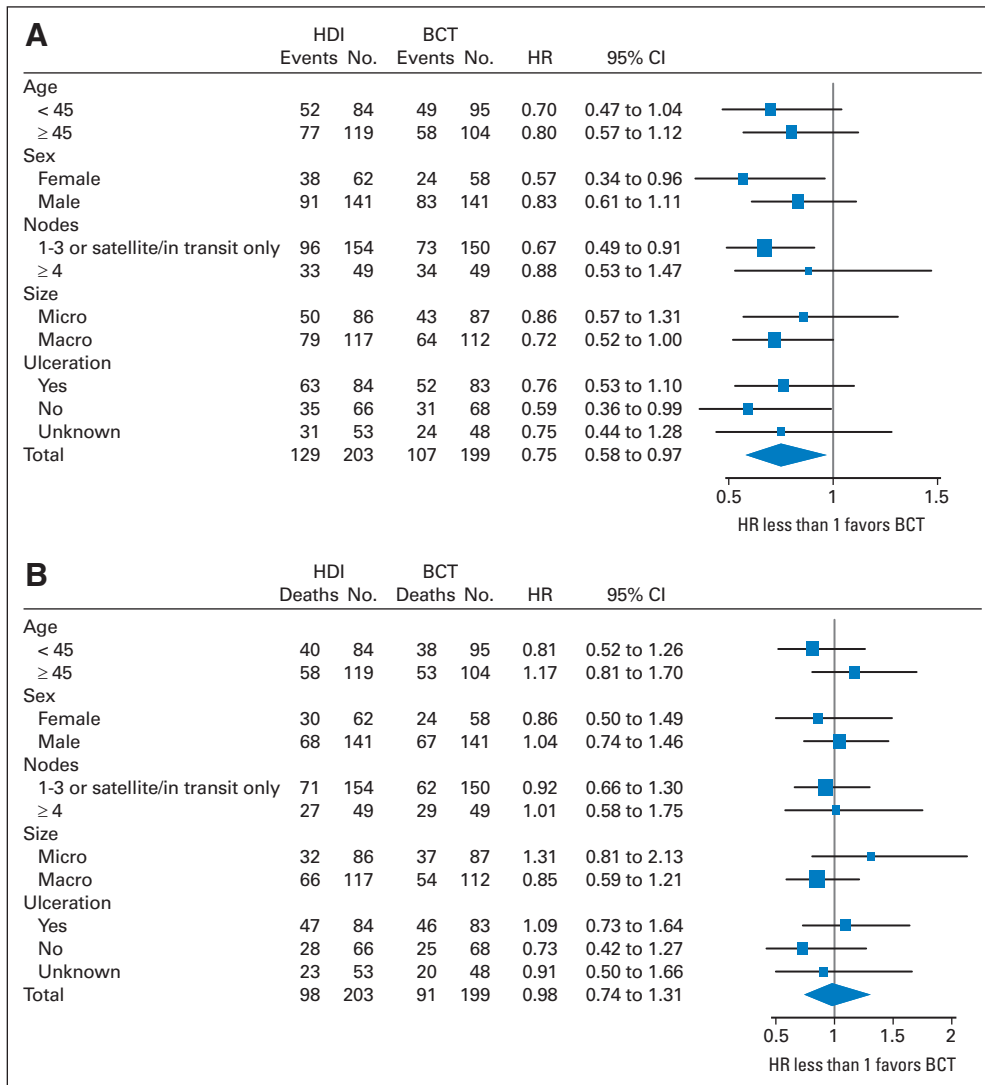 A
HDI BCT
Events No. Events No. HR 95% CI
Age
< 45 52 84 49 95 0.70 0.47 to 1.04
≥ 45 77 119 58 104 0.80 0.57 to 1.12
Sex
Female 38 62 24 58 0.57 0.34 to 0.96
Male 91 141 83 141 0.83 0.61 to 1.11
Nodes
1-3 or satellite/in transit only 96 154 73 150 0.67 0.49 to 0.91
≥ 4 33 49 34 49 0.88 0.53 to 1.47
Size
Micro 50 86 43 87 0.86 0.57 to 1.31
Macro 79 117 64 112 0.72 0.52 to 1.00
Ulceration
Yes 63 84 52 83 0.76 0.53 to 1.10
No 35 66 31 68 0.59 0.36 to 0.99
Unknown 31 53 24 48 0.75 0.44 to 1.28
Total 129 203 107 199 0.75 0.58 to 0.97
0.5 1 1.5
HR less than 1 favors BCT
B
HDI BCT
Deaths No. Deaths No. HR 95% CI
Age
< 45 40 84 38 95 0.81 0.52 to 1.26
≥ 45 58 119 53 104 1.17 0.81 to 1.70
Sex
Female 30 62 24 58 0.86 0.50 to 1.49
Male 68 141 67 141 1.04 0.74 to 1.46
Nodes
1-3 or satellite/in transit only 71 154 62 150 0.92 0.66 to 1.30
≥ 4 27 49 29 49 1.01 0.58 to 1.75
Size
Micro 32 86 37 87 1.31 0.81 to 2.13
Macro 66 117 54 112 0.85 0.59 to 1.21
Ulceration
Yes 47 84 46 83 1.09 0.73 to 1.64
No 28 66 25 68 0.73 0.42 to 1.27
Unknown 23 53 20 48 0.91 0.50 to 1.66
Total 98 203 91 199 0.98 0.74 to 1.31
0.5 1 1.5 2
HR less than 1 favors BCT